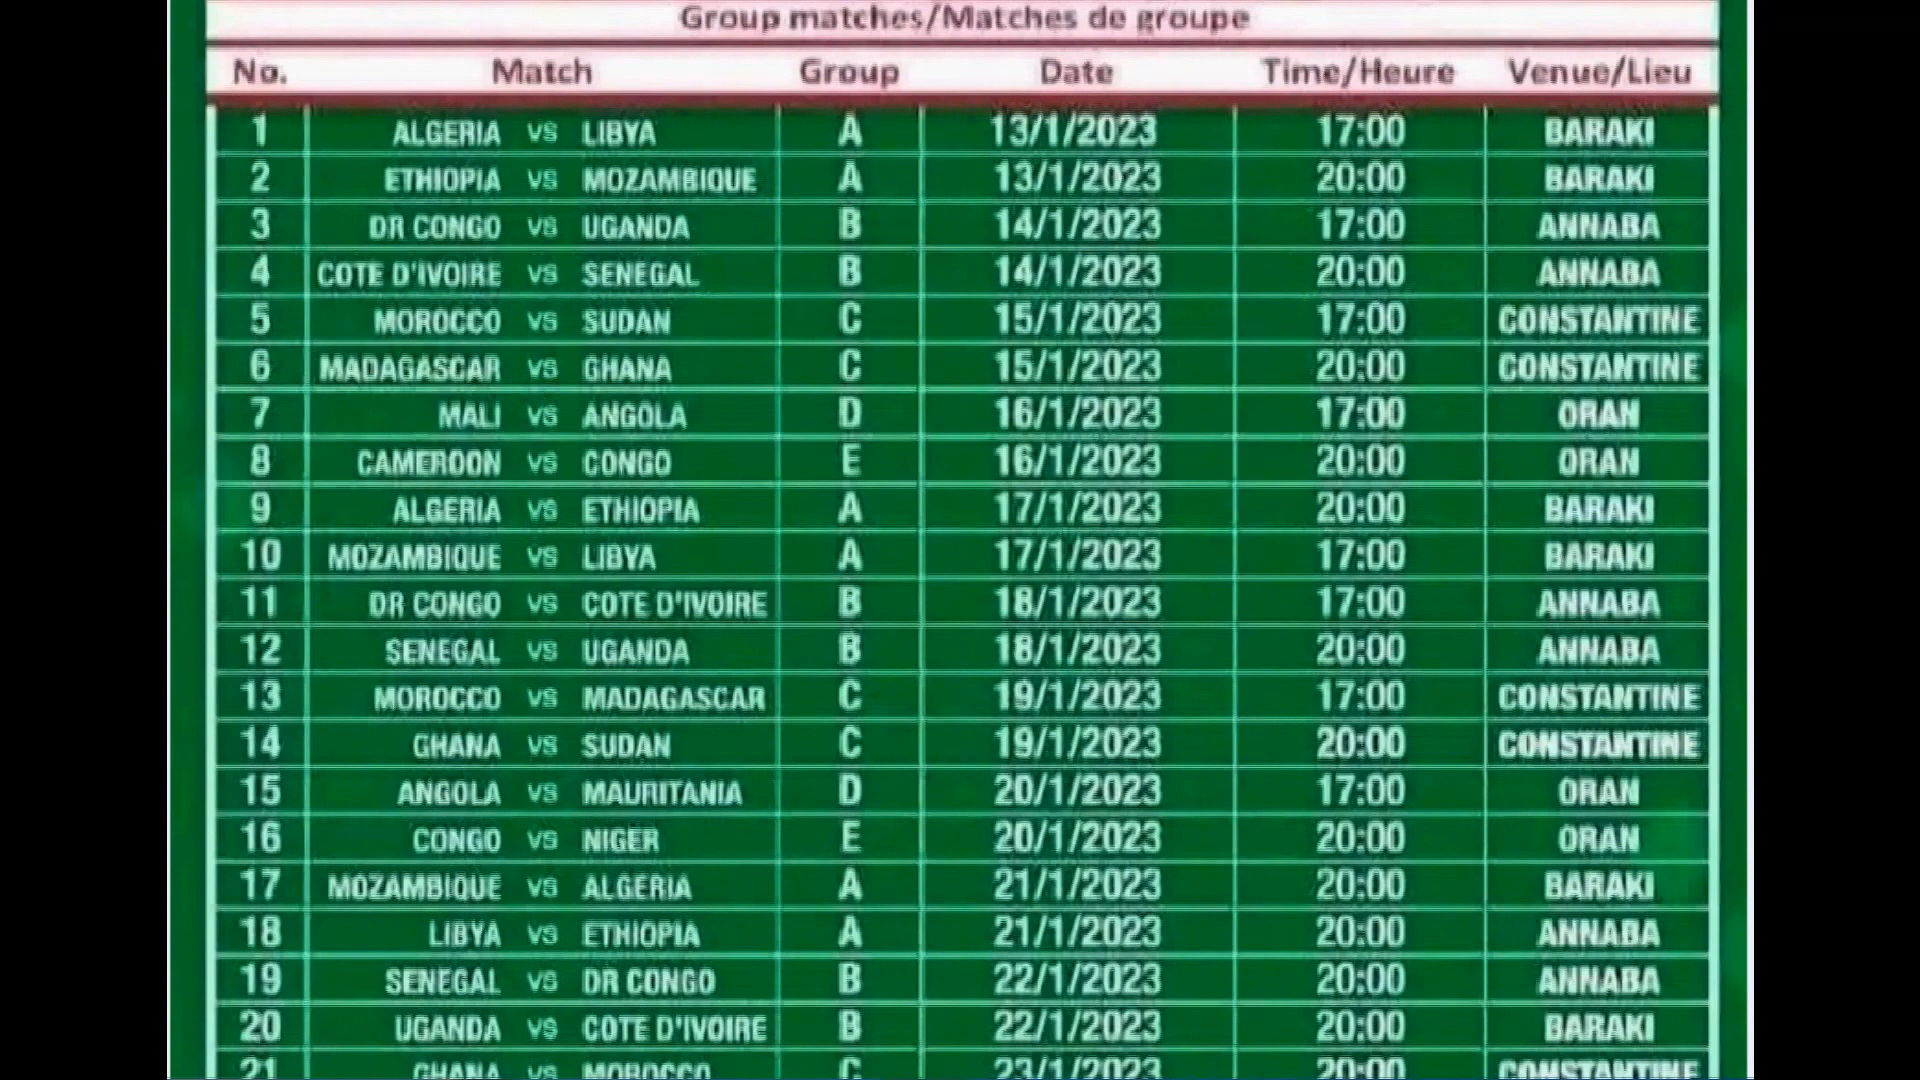 Group matches/Matches de groupe
No. Match Group Date Time/Heure Venue/Lieu
1 ALGERIA VS LIBYA A 13/1/2023 17:00 BARAKI
2 ETHIOPIA VS MOZAMBIQUE A 13/1/2023 20:00 BARAKI
3 DR CONGO VS UGANDA B 14/1/2023 17:00 ANNABA
4 COTE D'IVOIRE VS SENEGAL B 14/1/2023 20:00 ANNABA
5 MOROCCO VS SUDAN C 15/1/2023 17:00 CONSTANTINE
6 MADAGASCAR VS GHANA C 15/1/2023 20:00 CONSTANTINE
7 MALI VS ANGOLA D 16/1/2023 17:00 ORAN
8 CAMEROON VS CONGO E 16/1/2023 20:00 ORAN
9 ALGERIA VS ETHIOPIA A 17/1/2023 20:00 BARAKI
10 MOZAMBIQUE VS LIBYA A 17/1/2023 17:00 BARAKI
11 DR CONGO VS COTE D'IVOIRE B 18/1/2023 17:00 ANNABA
12 SENEGAL VS UGANDA B 18/1/2023 20:00 ANNABA
13 MOROCCO VS MADAGASCAR C 19/1/2023 17:00 CONSTANTINE
14 GHANA VS SUDAN C 19/1/2023 20:00 CONSTANTINE
15 ANGOLA VS MAURITANIA D 20/1/2023 17:00 ORAN
16 CONGO VS NIGER E 20/1/2023 20:00 ORAN
17 MOZAMBIQUE VS ALGERIA A 21/1/2023 20:00 BARAKI
18 LIBYA VS ETHIOPIA A 21/1/2023 20:00 ANNABA
19 SENEGAL VS DR CONGO B 22/1/2023 20:00 ANNABA
20 UGANDA VS COTE D'IVOIRE B 22/1/2023 20:00 BARAKI
21 GHANA VS MOROCCO C 23/1/2023 20:00 CONSTANTINE